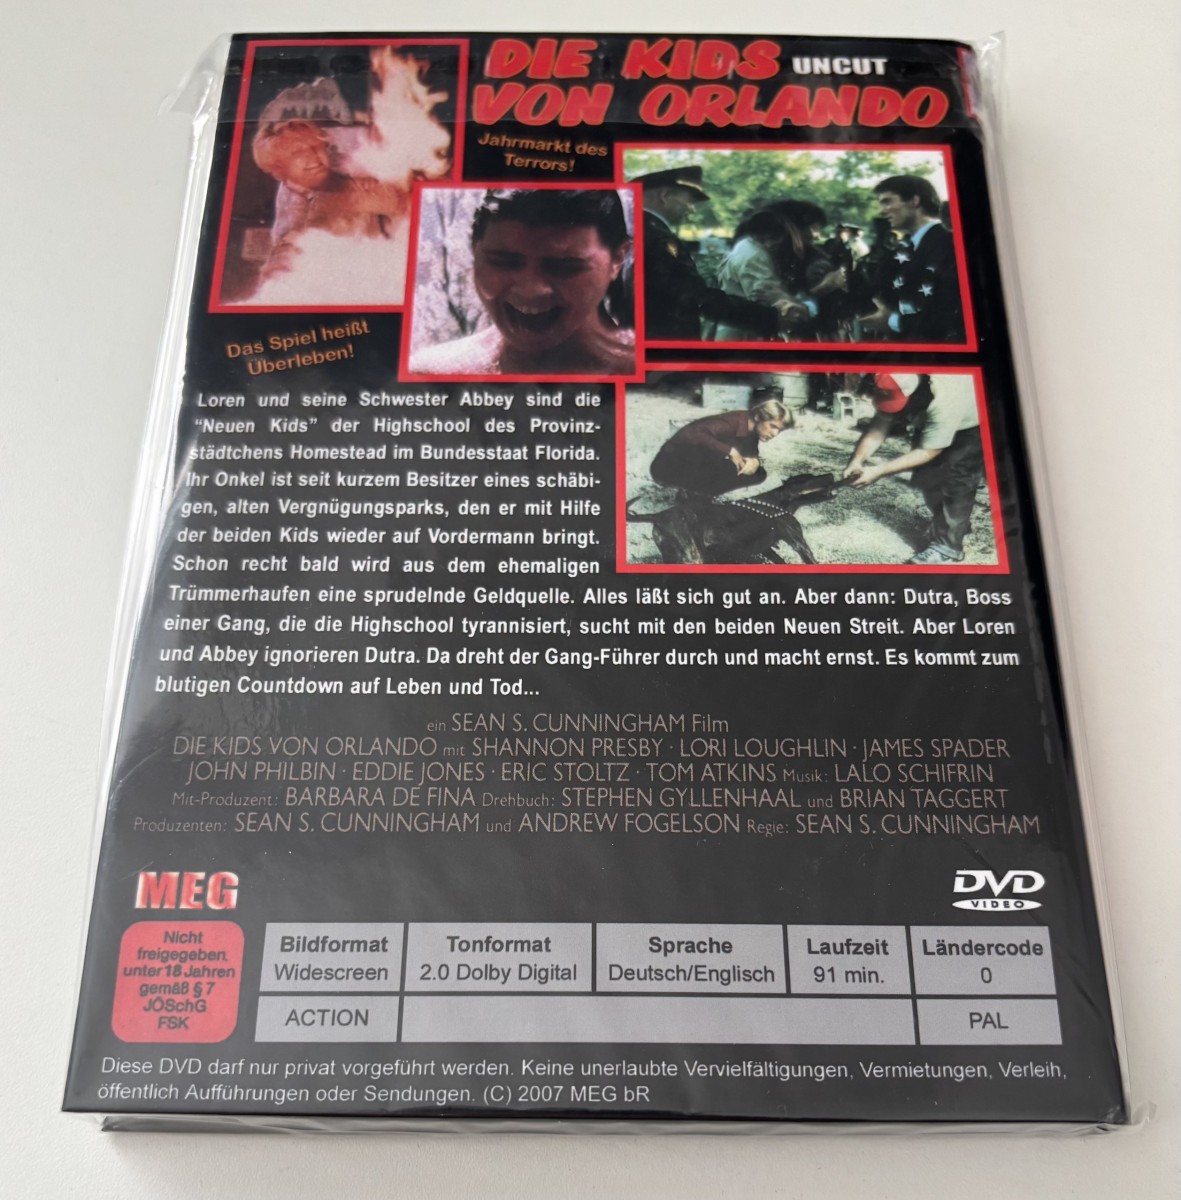 DIE KIDS UNCUT
VON ORLANDO
Jahrmarkt des
Terrors!
Das Spiel heißt
Überleben!
Loren und seine Schwester Abbey sind die
"Neuen Kids" der Highschool des Provinz-
städtchens Homestead im Bundesstaat Florida.
Ihr Onkel ist seit kurzem Besitzer eines schäbi-
gen, alten Vergnügungsparks, den er mit Hilfe
der beiden Kids wieder auf Vordermann bringt.
Schon recht bald wird aus dem ehemaligen
Trümmerhaufen eine sprudelnde Geldquelle. Alles läßt sich gut an. Aber dann: Dutra, Boss
einer Gang, die die Highschool tyrannisiert, sucht mit den beiden Neuen Streit. Aber Loren
und Abbey ignorieren Dutra. Da dreht der Gang-Führer durch und macht ernst. Es kommt zum
blutigen Countdown auf Leben und Tod...
ein SEAN S. CUNNINGHAM Film
DIE KIDS VON ORLANDO mit SHANNON PRESBY · LORI LOUGHLIN · JAMES SPADER
JOHN PHILBIN · EDDIE JONES · ERIC STOLTZ · TOM ATKINS Musik: LALO SCHIFRIN
Mit-Produzent: BARBARA DE FINA Drehbuch: STEPHEN GYLLENHAAL und BRIAN TAGGERT
Produzenten: SEAN S. CUNNINGHAM und ANDREW FOGELSON Regie: SEAN S. CUNNINGHAM
MEG
DVD
VIDEO
Nicht
freigegeben
unter 18 Jahren
gemäß § 7
JÖSchG
FSK
Bildformat Tonformat Sprache Laufzeit Ländercode
Widescreen 2.0 Dolby Digital Deutsch/Englisch 91 min. 0
ACTION PAL
Diese DVD darf nur privat vorgeführt werden. Keine unerlaubte Vervielfältigungen, Vermietungen, Verleih,
öffentlich Aufführungen oder Sendungen. (C) 2007 MEG bR